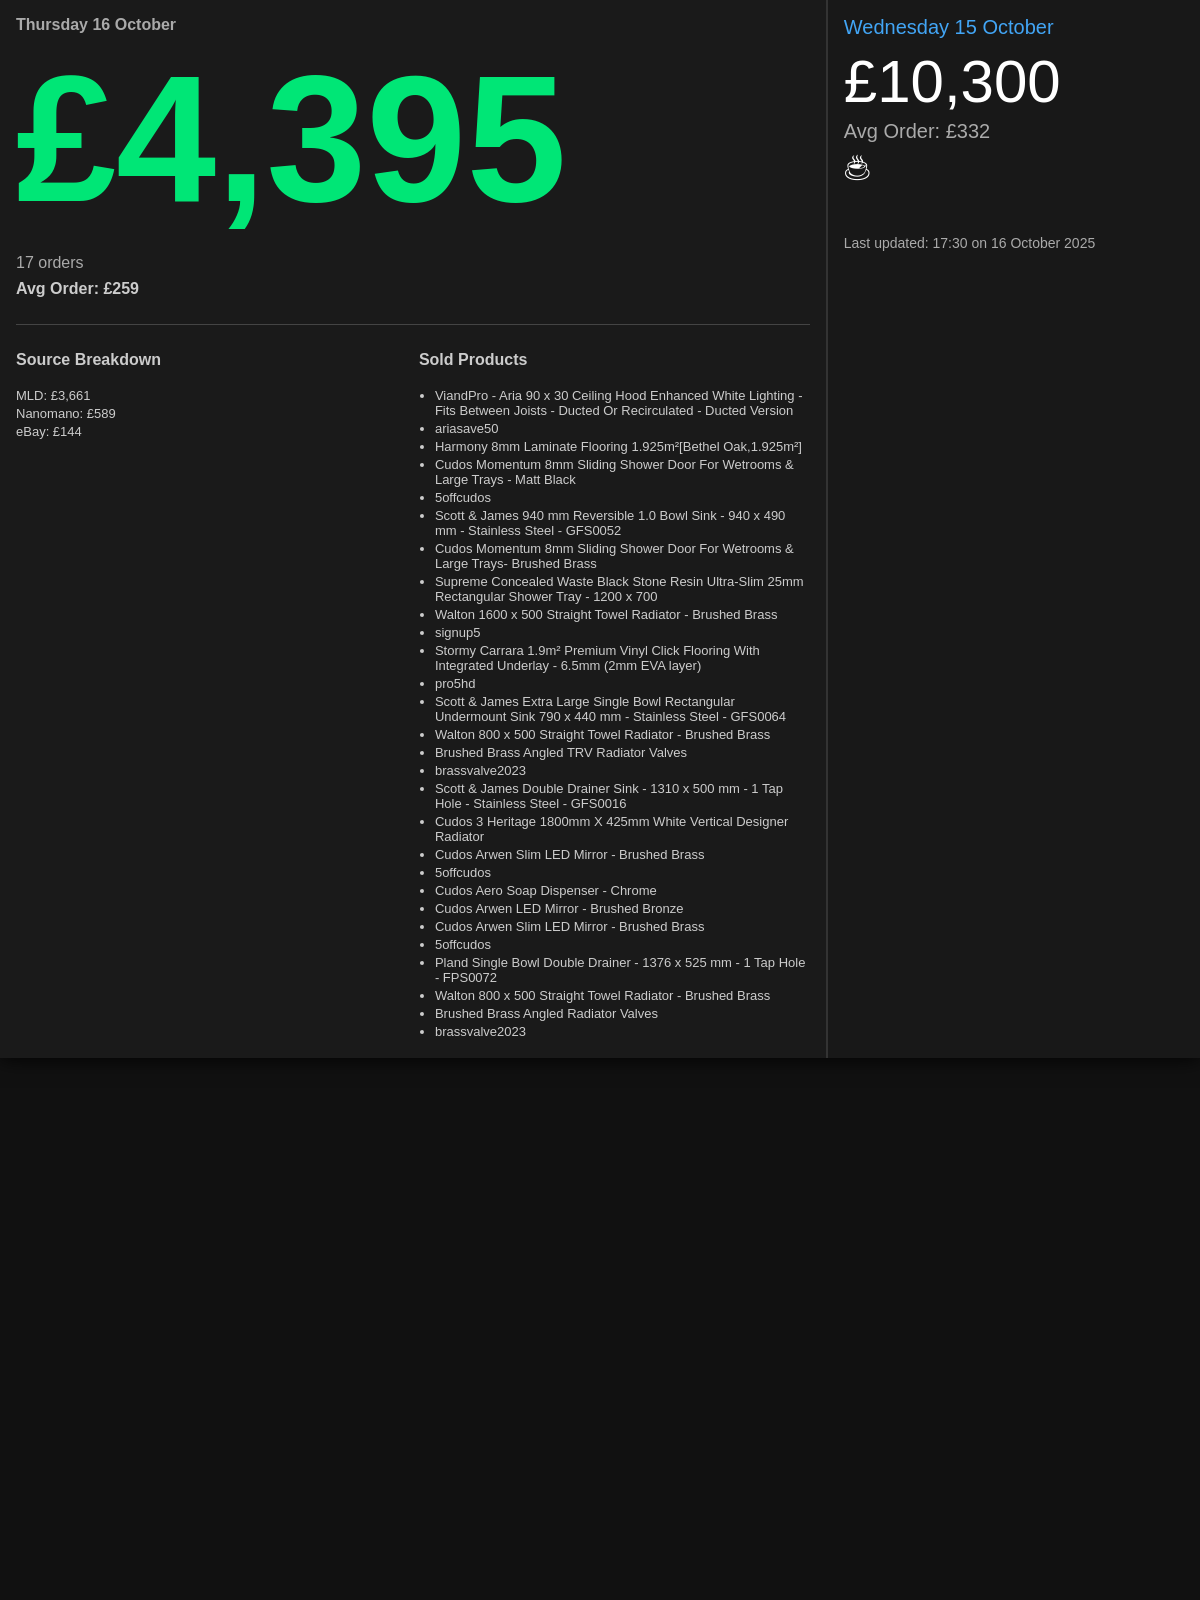 Thursday 16 October
£4,395
17 orders
Avg Order: £259
Source Breakdown
MLD: £3,661
Nanomano: £589
eBay: £144
Sold Products
ViandPro - Aria 90 x 30 Ceiling Hood Enhanced White Lighting -
Fits Between Joists - Ducted Or Recirculated - Ducted Version
ariasave50
Harmony 8mm Laminate Flooring 1.925m²[Bethel Oak,1.925m²]
Cudos Momentum 8mm Sliding Shower Door For Wetrooms &
Large Trays - Matt Black
5offcudos
Scott & James 940 mm Reversible 1.0 Bowl Sink - 940 x 490
mm - Stainless Steel - GFS0052
Cudos Momentum 8mm Sliding Shower Door For Wetrooms &
Large Trays- Brushed Brass
Supreme Concealed Waste Black Stone Resin Ultra-Slim 25mm
Rectangular Shower Tray - 1200 x 700
Walton 1600 x 500 Straight Towel Radiator - Brushed Brass
signup5
Stormy Carrara 1.9m² Premium Vinyl Click Flooring With
Integrated Underlay - 6.5mm (2mm EVA layer)
pro5hd
Scott & James Extra Large Single Bowl Rectangular
Undermount Sink 790 x 440 mm - Stainless Steel - GFS0064
Walton 800 x 500 Straight Towel Radiator - Brushed Brass
Brushed Brass Angled TRV Radiator Valves
brassvalve2023
Scott & James Double Drainer Sink - 1310 x 500 mm - 1 Tap
Hole - Stainless Steel - GFS0016
Cudos 3 Heritage 1800mm X 425mm White Vertical Designer
Radiator
Cudos Arwen Slim LED Mirror - Brushed Brass
5offcudos
Cudos Aero Soap Dispenser - Chrome
Cudos Arwen LED Mirror - Brushed Bronze
Cudos Arwen Slim LED Mirror - Brushed Brass
5offcudos
Pland Single Bowl Double Drainer - 1376 x 525 mm - 1 Tap Hole
- FPS0072
Walton 800 x 500 Straight Towel Radiator - Brushed Brass
Brushed Brass Angled Radiator Valves
brassvalve2023
Wednesday 15 October
£10,300
Avg Order: £332
Last updated: 17:30 on 16 October 2025